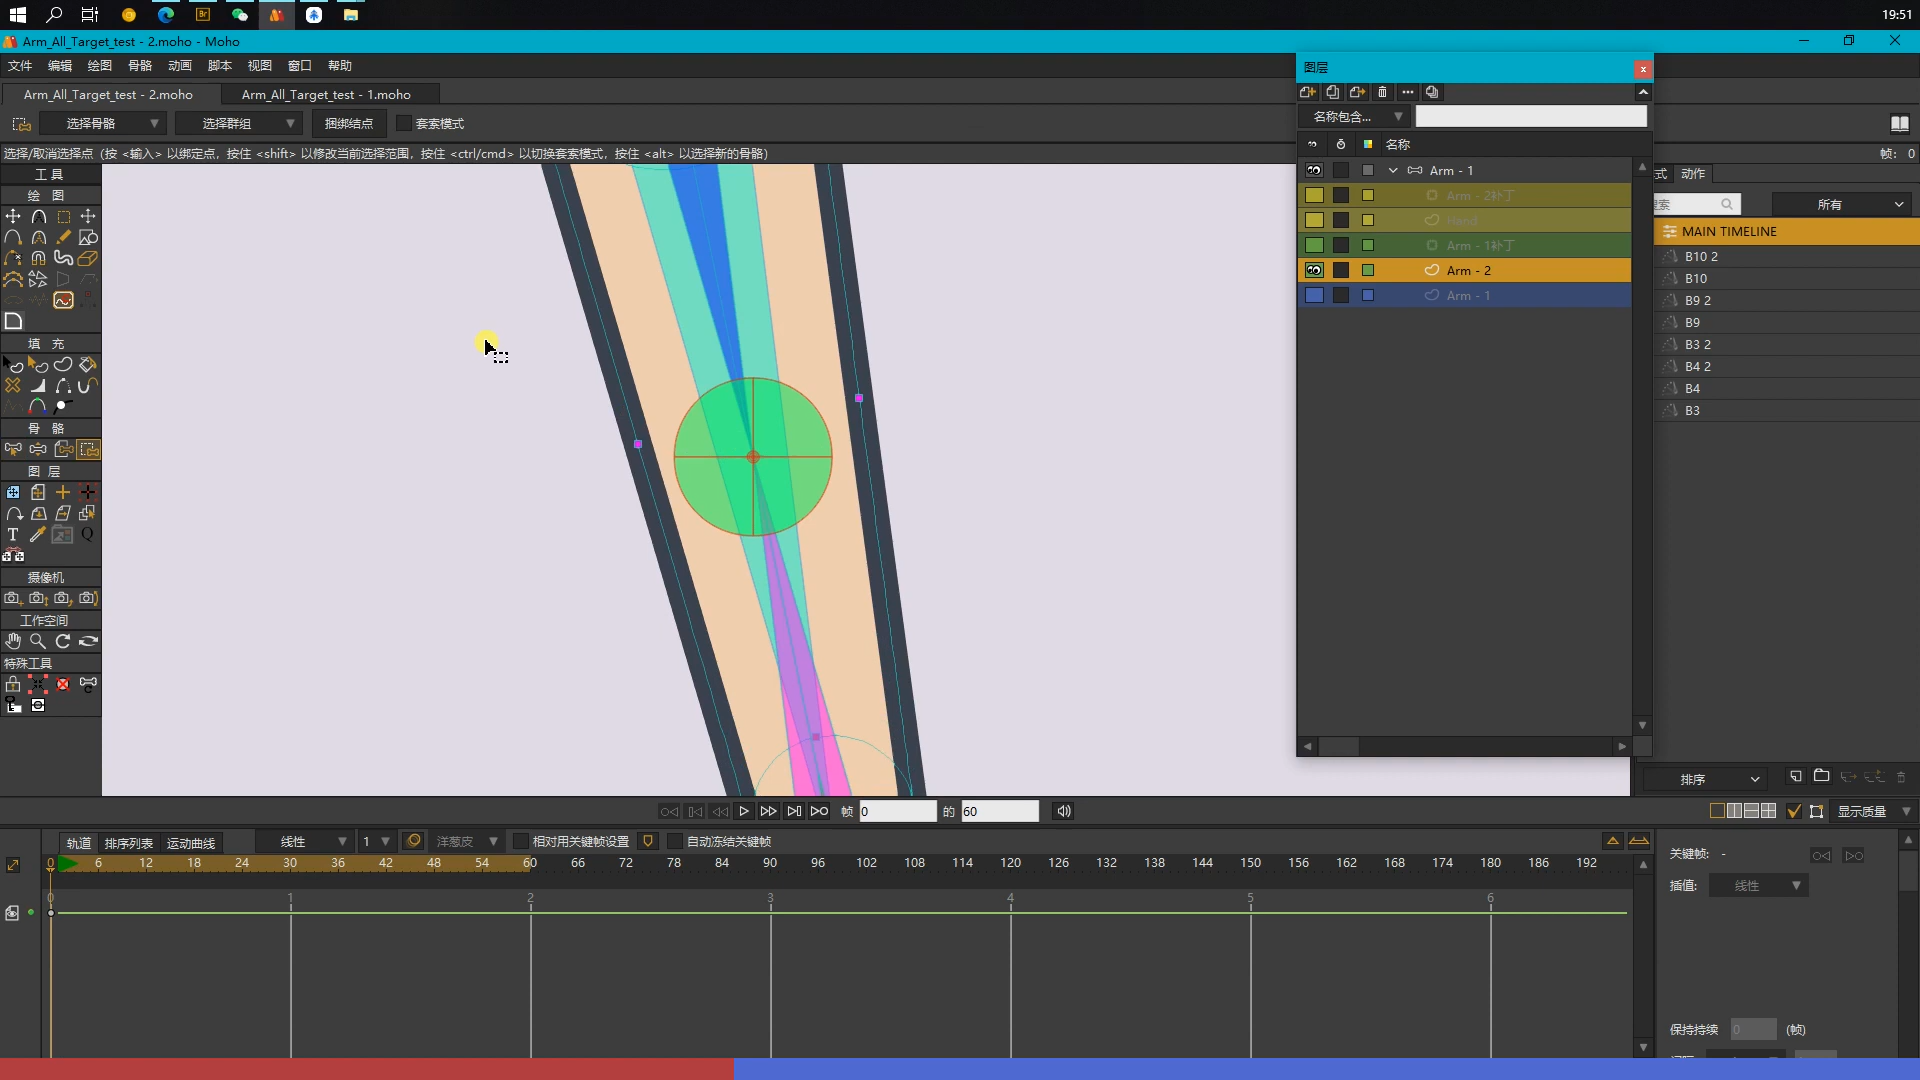 19:51
Arm_All_Target_test - 2.moho - Moho
文件 编辑 绘图 骨骼 动画 脚本 视图 窗口 帮助
Arm_All_Target_test - 2.moho Arm_All_Target_test - 1.moho
选择骨骼 选择群组 捆绑结点 套索模式
选择/取消选择点（按 <输入> 以绑定点，按住 <shift> 以修改当前选择范围，按住 <ctrl/cmd> 以切换套索模式，按住 <alt> 以选择新的骨骼） 帧: 0
工具
绘 图
填 充
骨 骼
图 层
T Q
摄像机
工作空间
特殊工具
图层
名称包含...
名称
Arm - 1
Arm - 2补丁
Hand
Arm - 1补丁
Arm - 2
Arm - 1
式 动作
索 所有
MAIN TIMELINE
B10 2
B10
B9 2
B9
B3 2
B4 2
B4
B3
排序
帧 0 的 60
显示质量
轨道 排序列表 运动曲线 线性 1 洋葱皮 相对用关键帧设置 自动冻结关键帧
0 6 12 18 24 30 36 42 48 54 60 66 72 78 84 90 96 102 108 114 120 126 132 138 144 150 156 162 168 174 180 186 192
0 1 2 3 4 5 6
关键帧: -
插值: 线性
保持持续 0 (帧)